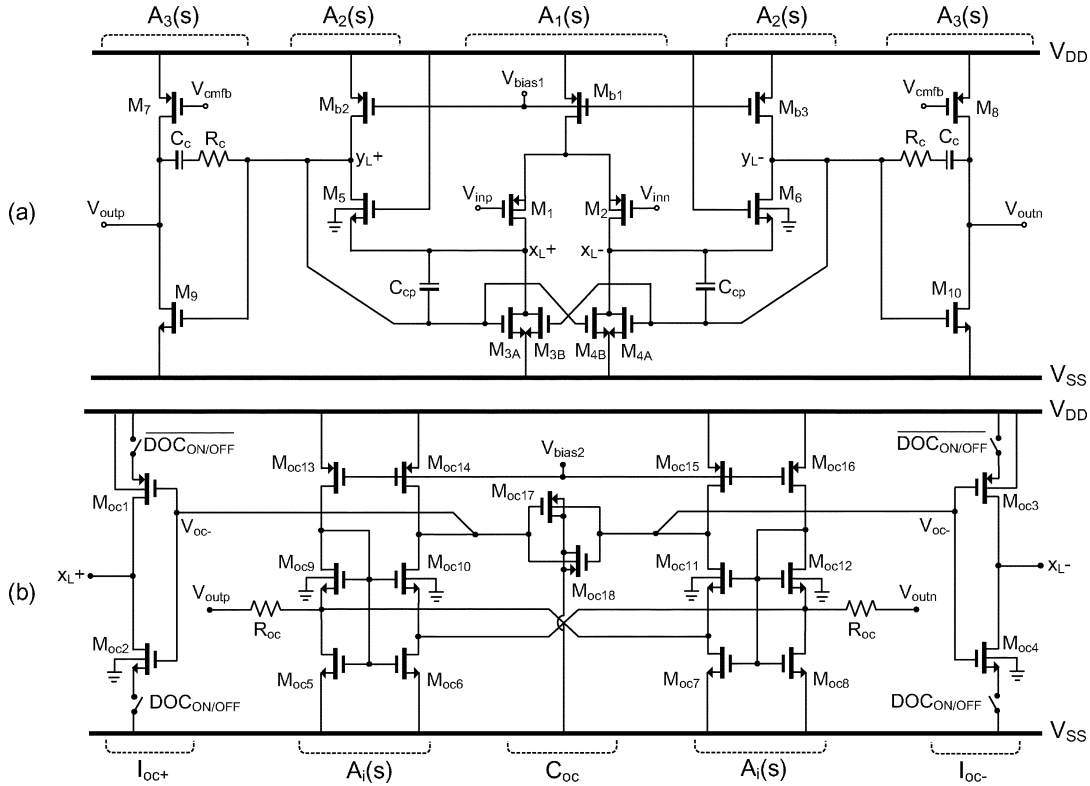 A3(s) A2(s) A1(s) A2(s) A3(s)
VDD
Vcmfb Vbias1 Vcmfb
M7 Mb2 Mb1 Mb3 M8
Cc Rc yL+ yL- Rc Cc
M5 Vinp Vinn M6
(a) Voutp M1 M2 Voutn
xL+ xL-
Ccp Ccp
M9 M10
M3A M3B M4B M4A
VSS
VDD
DOCON/OFF DOCON/OFF
Moc13 Moc14 Vbias2 Moc15 Moc16
Moc1 Moc17 Moc3
Voc- Voc-
xL+ Moc9 Moc10 Moc11 Moc12 xL-
(b) Moc18
Voutp Roc Roc Voutn
Moc2 Moc4
Moc5 Moc6 Moc7 Moc8
DOCON/OFF DOCON/OFF
VSS
Ioc+ Ai(s) Coc Ai(s) Ioc-